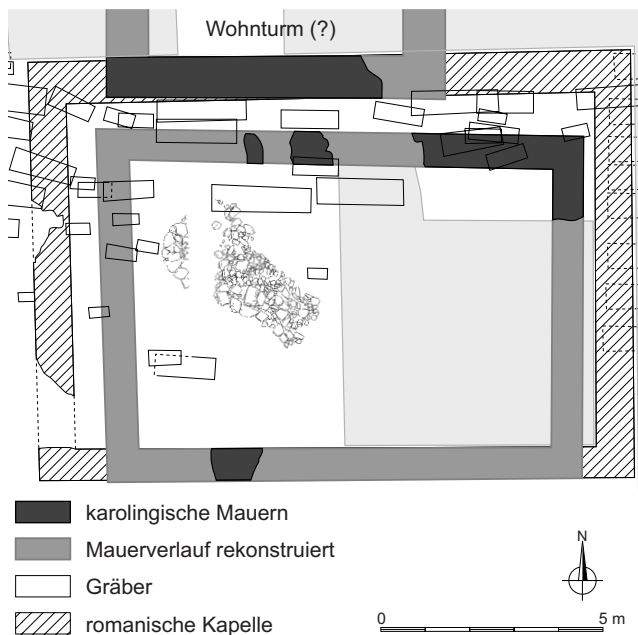 Wohnturm (?)
karolingische Mauern
Mauerverlauf rekonstruiert
Gräber
romanische Kapelle
N
0 5 m